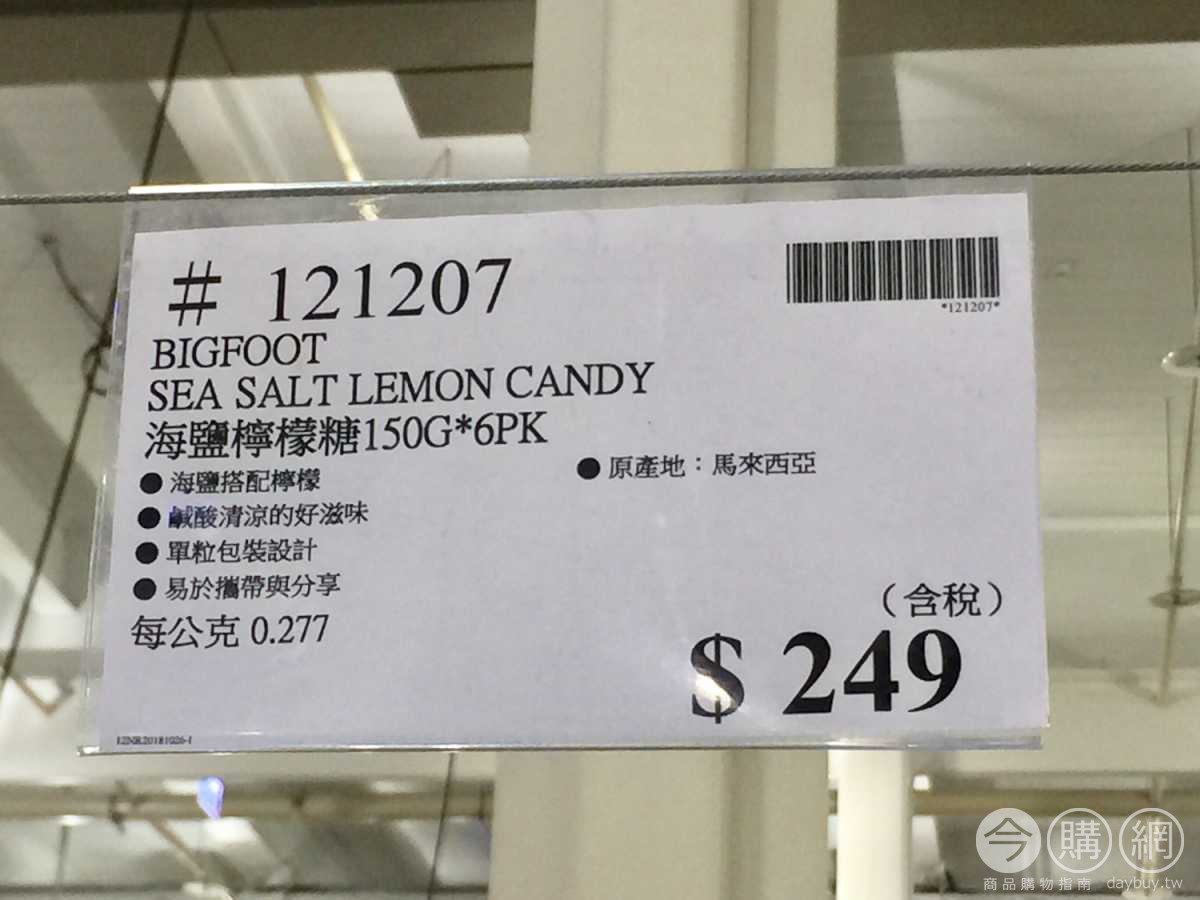 # 121207
*121207*
BIGFOOT
SEA SALT LEMON CANDY
海鹽檸檬糖150G*6PK
● 海鹽搭配檸檬
● 鹹酸清涼的好滋味
● 單粒包裝設計
● 易於攜帶與分享
● 原產地：馬來西亞
每公克 0.277
（含稅）
$ 249
今購網
商品購物指南 daybuy.tw